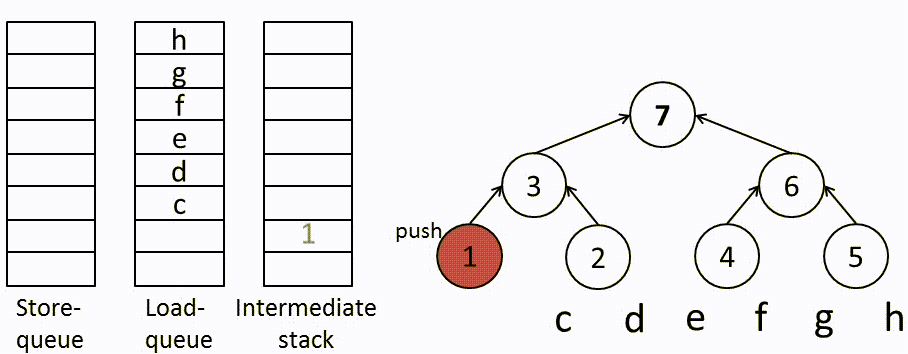 h
g
f
e
d
c
1
Store-
queue
Load-
queue
Intermediate
stack
7
3
6
push
1
2
4
5
c d e f g h